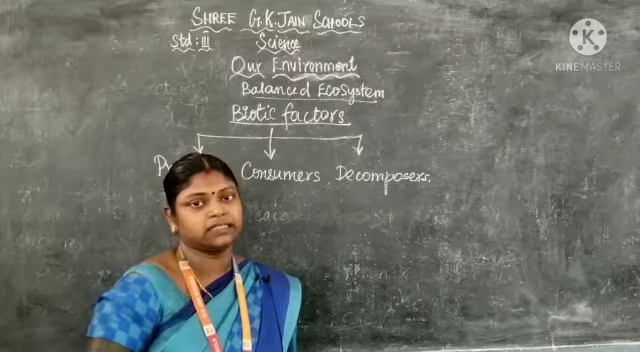 SHREE G.K. JAIN SCHOOLS
Std: III Science
Our Environment
Balanced Ecosystem
Biotic factors
Consumers Decomposers.
K
KINEMASTER